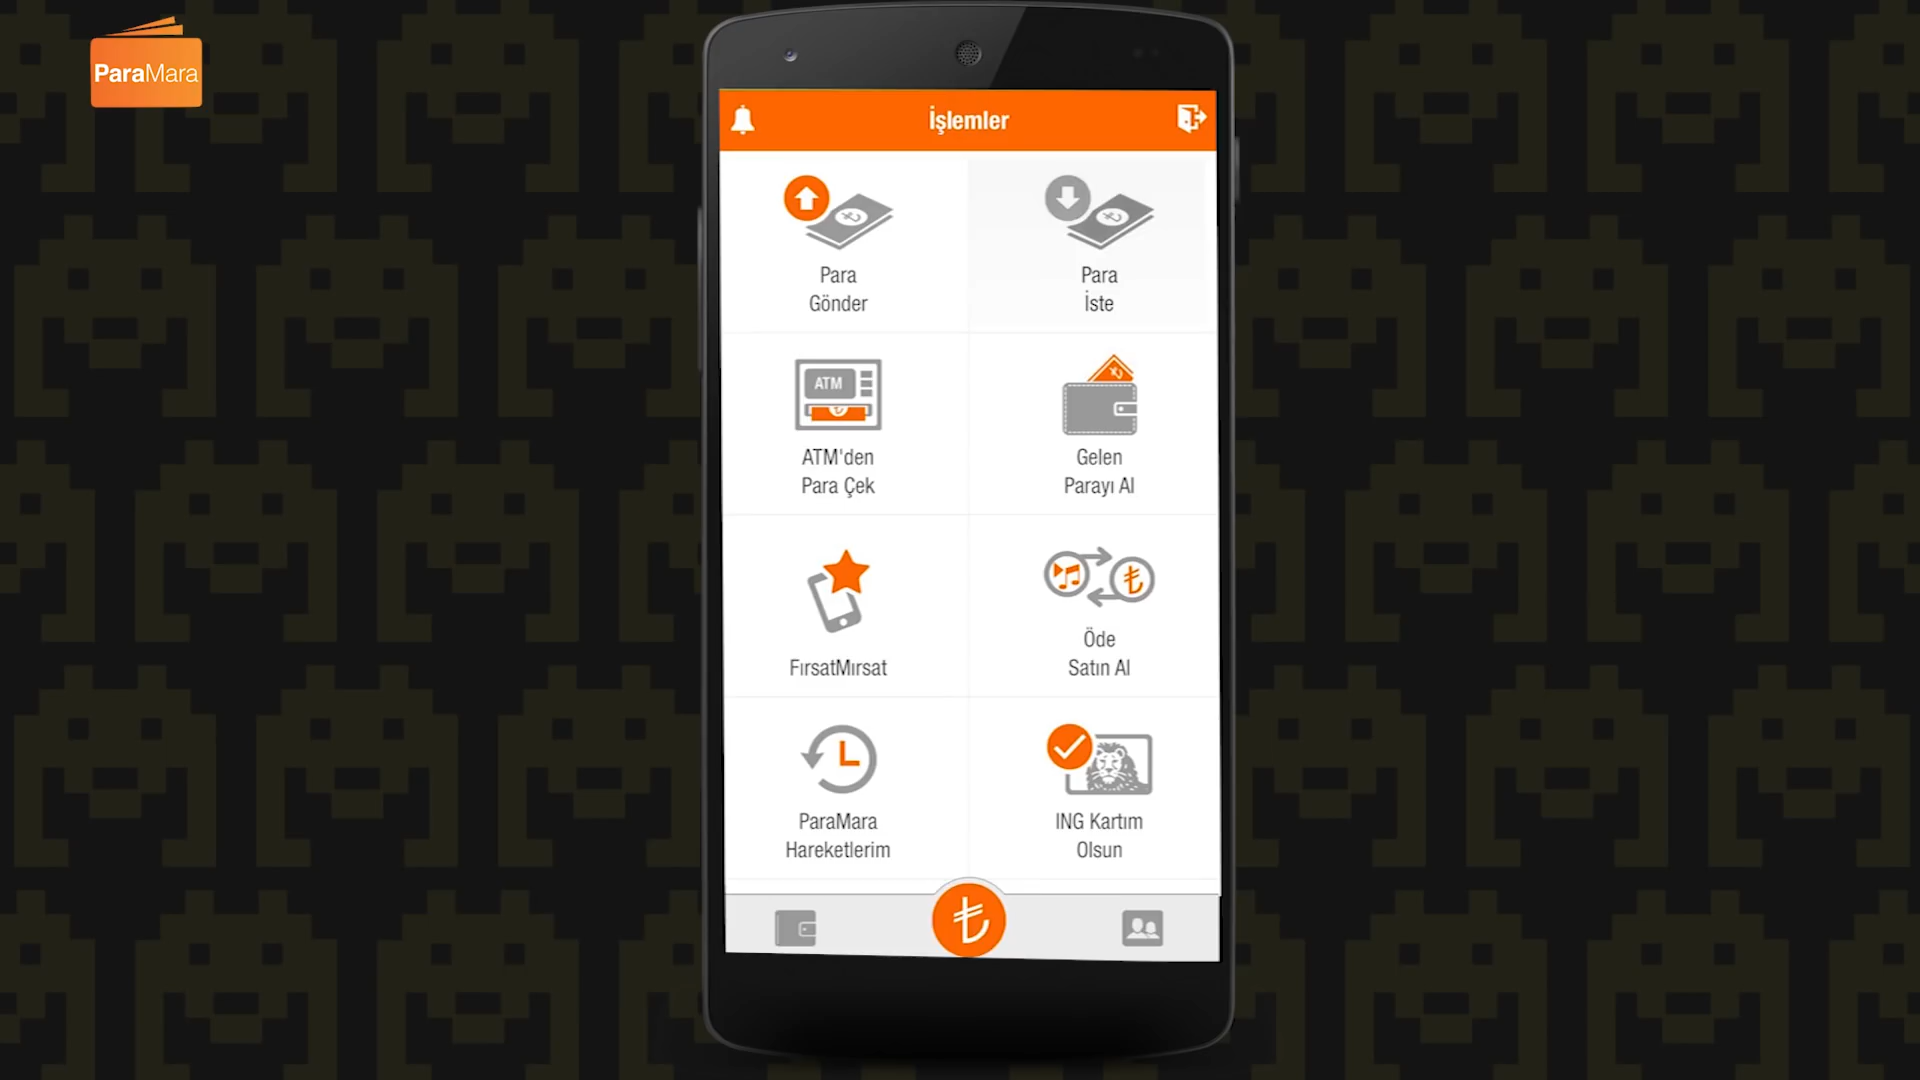 ParaMara
İşlemler
Para
Gönder
Para
İste
ATM
ATM'den
Para Çek
Gelen
Parayı Al
FırsatMırsat
Öde
Satın Al
ParaMara
Hareketlerim
ING Kartım
Olsun